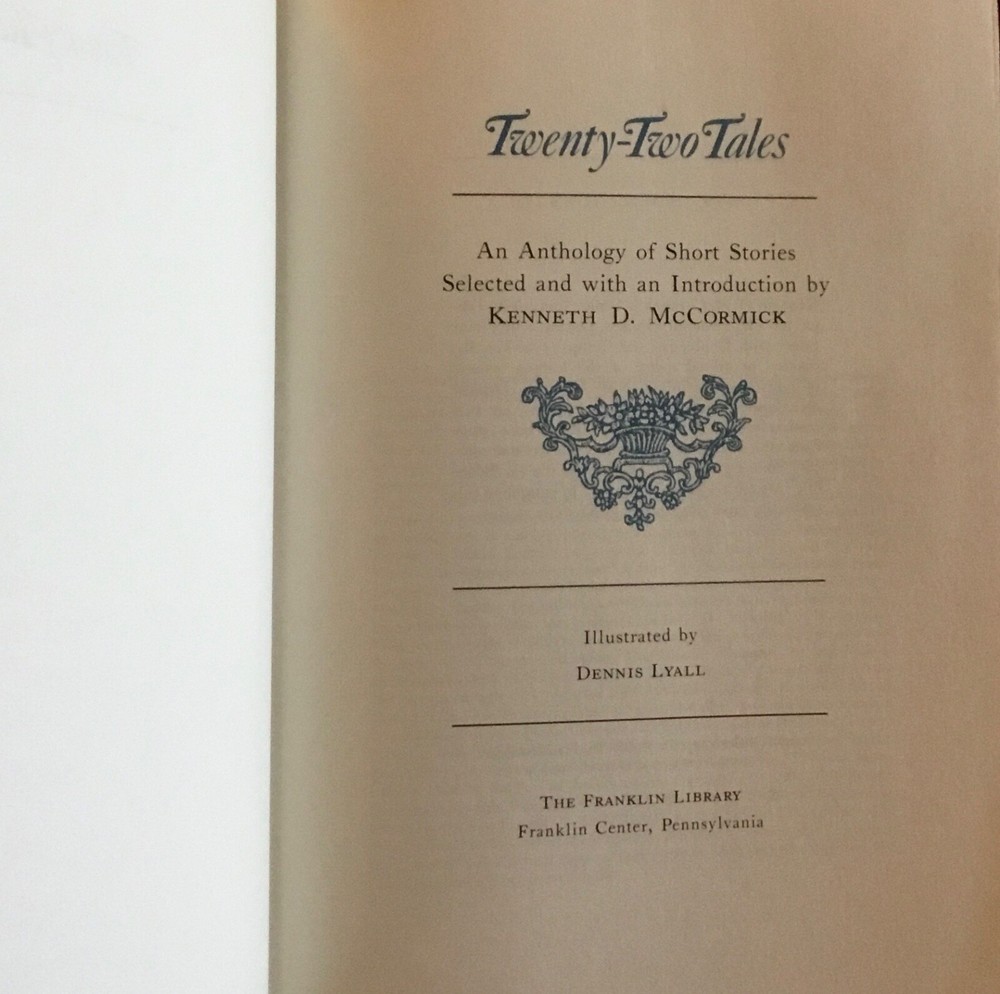 Twenty-Two Tales
An Anthology of Short Stories
Selected and with an Introduction by
KENNETH D. MCCORMICK
Illustrated by
DENNIS LYALL
THE FRANKLIN LIBRARY
Franklin Center, Pennsylvania